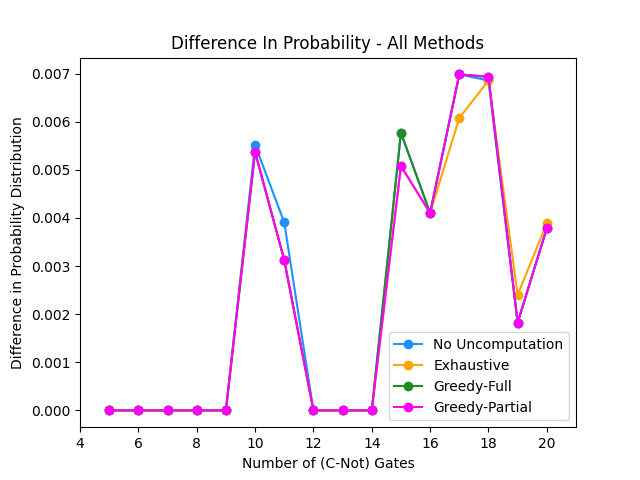 Difference In Probability - All Methods
Difference in Probability Distribution
0.007
0.006
0.005
0.004
0.003
0.002
0.001
0.000
No Uncomputation
Exhaustive
Greedy-Full
Greedy-Partial
4 6 8 10 12 14 16 18 20
Number of (C-Not) Gates